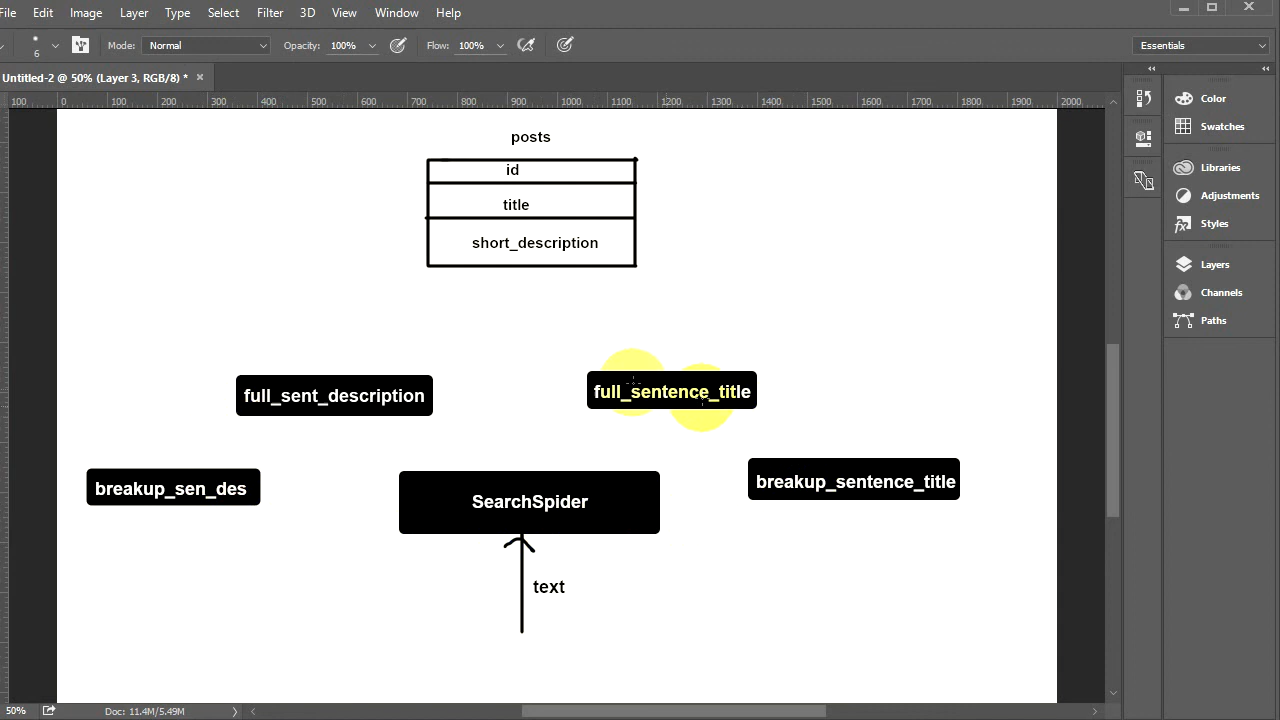 File Edit Image Layer Type Select Filter 3D View Window Help
6 Mode: Normal Opacity: 100% Flow: 100% Essentials
Untitled-2 @ 50% (Layer 3, RGB/8) * ×
100 0 100 200 300 400 500 600 700 800 900 1000 1100 1200 1300 1400 1500 1600 1700 1800 1900 2000
Color
Swatches
Libraries
Adjustments
Styles
Layers
Channels
Paths
posts
id
title
short_description
full_sent_description
full_sentence_title
breakup_sen_des
SearchSpider
breakup_sentence_title
text
50% Doc: 11.4M/5.49M